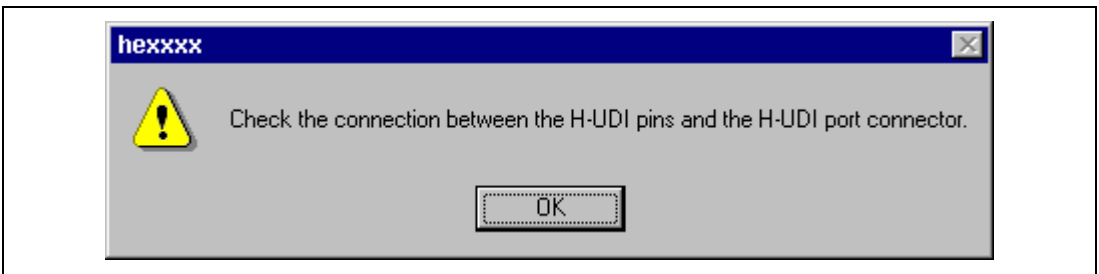 hexxxx
Check the connection between the H-UDI pins and the H-UDI port connector.
OK